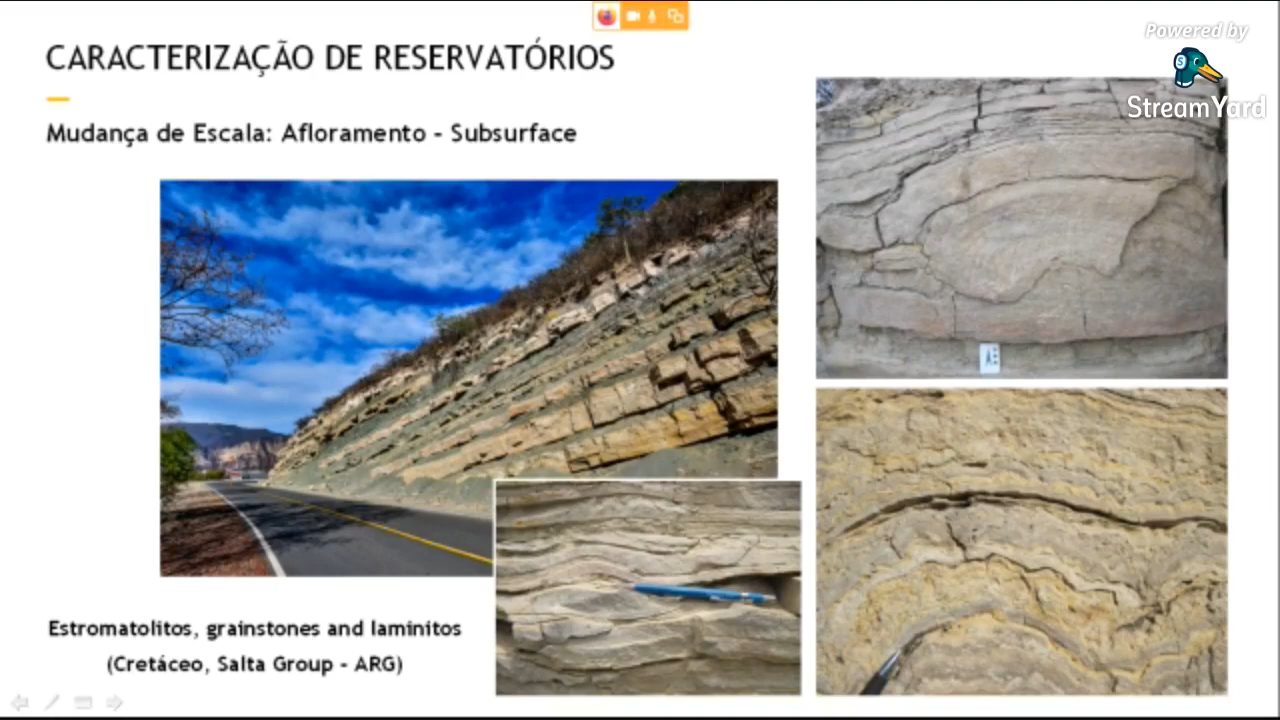 CARACTERIZAÇÃO DE RESERVATÓRIOS
Mudança de Escala: Afloramento - Subsurface
Powered by
S
StreamYard
A
Estromatolitos, grainstones and laminitos
(Cretáceo, Salta Group - ARG)